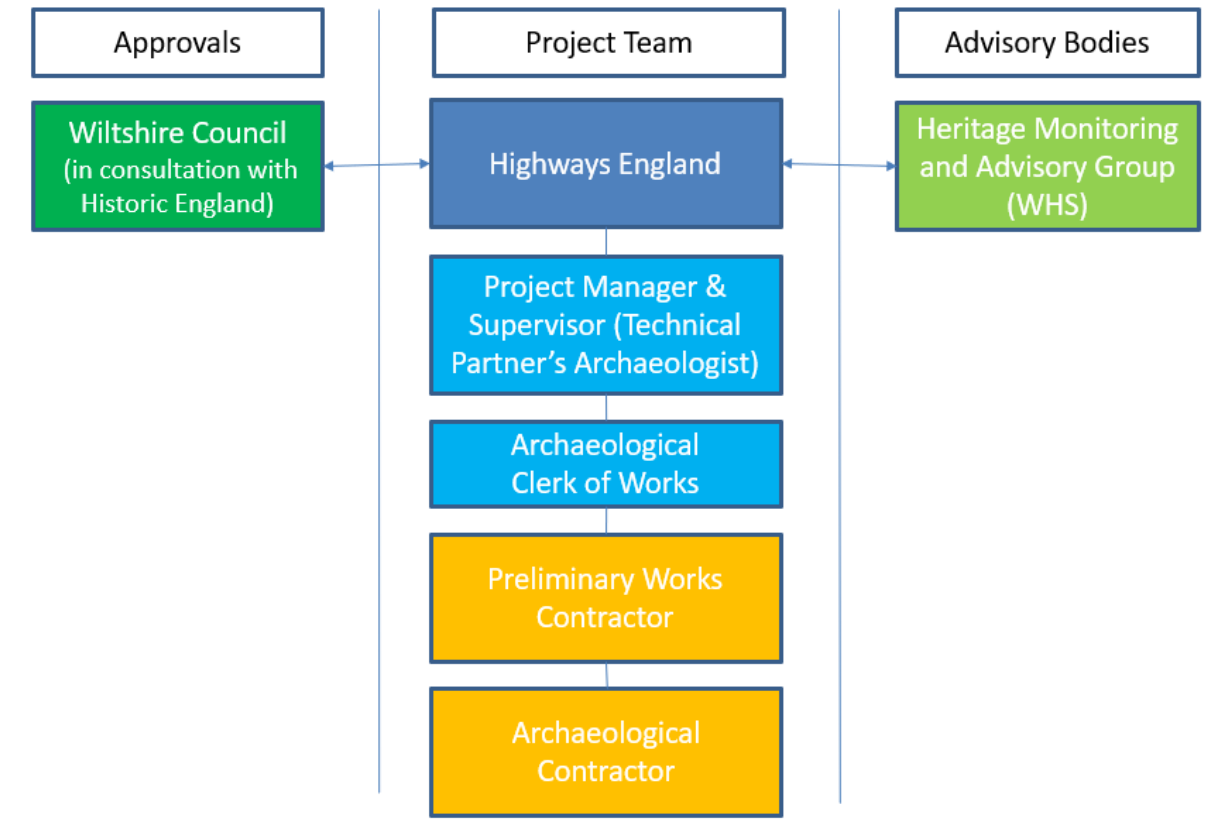 Approvals
Project Team
Advisory Bodies
Wiltshire Council
(in consultation with
Historic England)
Highways England
Heritage Monitoring
and Advisory Group
(WHS)
Project Manager &
Supervisor (Technical
Partner’s Archaeologist)
Archaeological
Clerk of Works
Preliminary Works
Contractor
Archaeological
Contractor